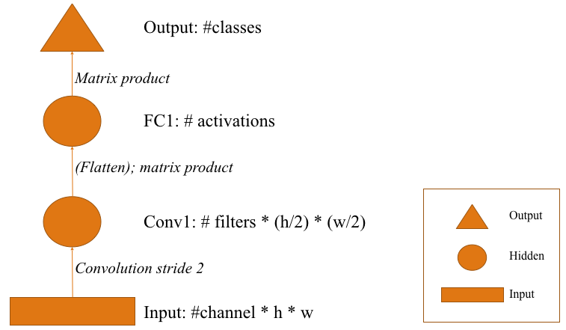 Output: #classes
Matrix product
FC1: # activations
(Flatten); matrix product
Conv1: # filters * (h/2) * (w/2)
Convolution stride 2
Input: #channel * h * w
Output
Hidden
Input